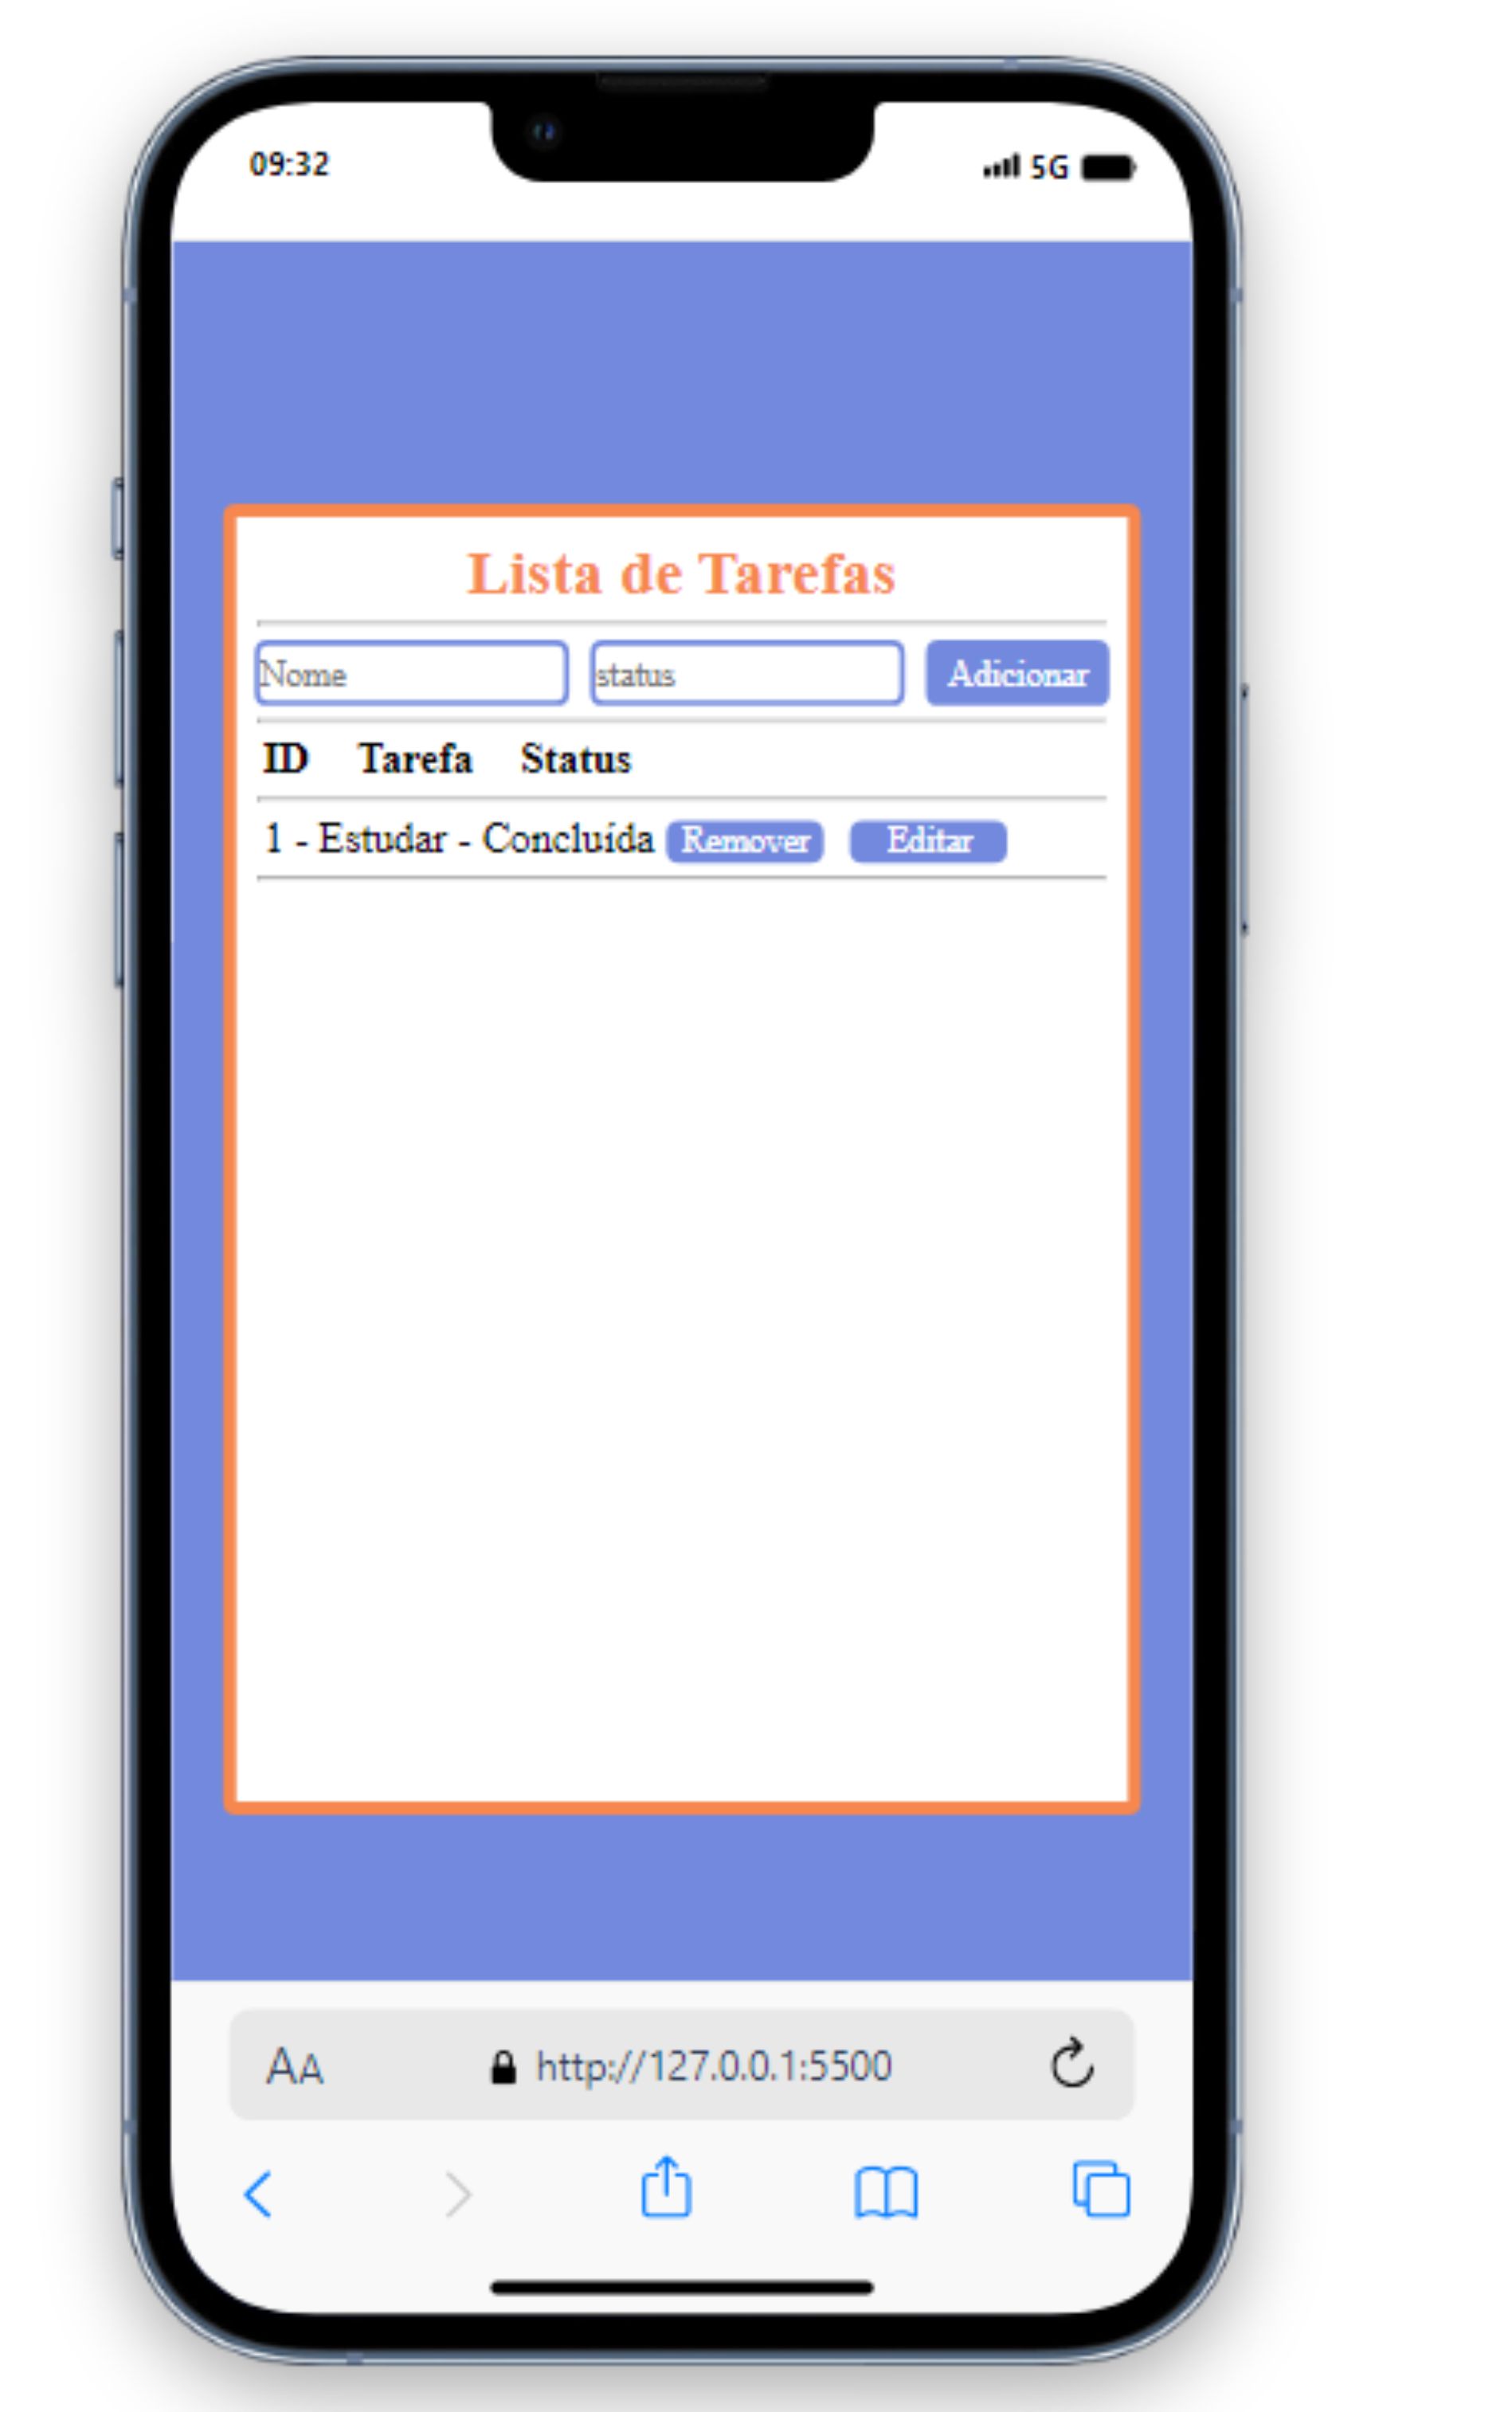 09:32 5G
Lista de Tarefas
Nome status Adicionar
ID Tarefa Status
1 - Estudar - Concluída Remover Editar
AA http://127.0.0.1:5500